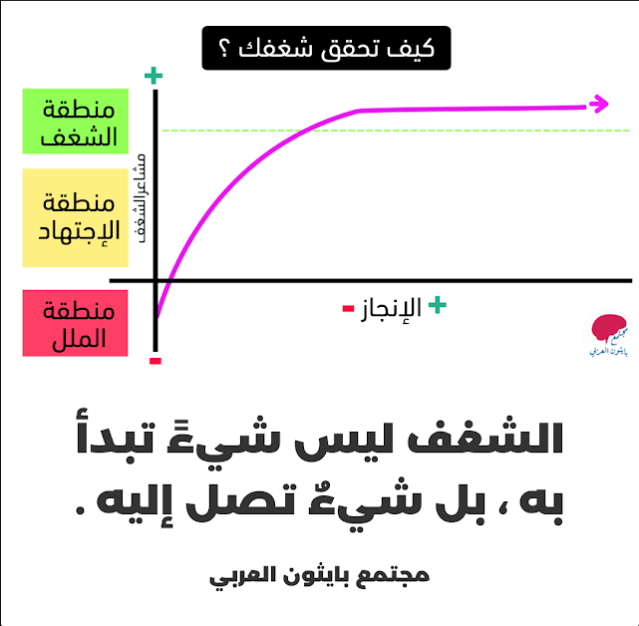 كيف تحقق شغفك ؟
+
منطقة
الشغف
مشاعر الشغف
منطقة
الإجتهاد
- الإنجاز +
منطقة
الملل
-
مجتمع
بايثون العربي
الشغف ليس شيءً تبدأ
به ، بل شيءٌ تصل إليه .
مجتمع بايثون العربي